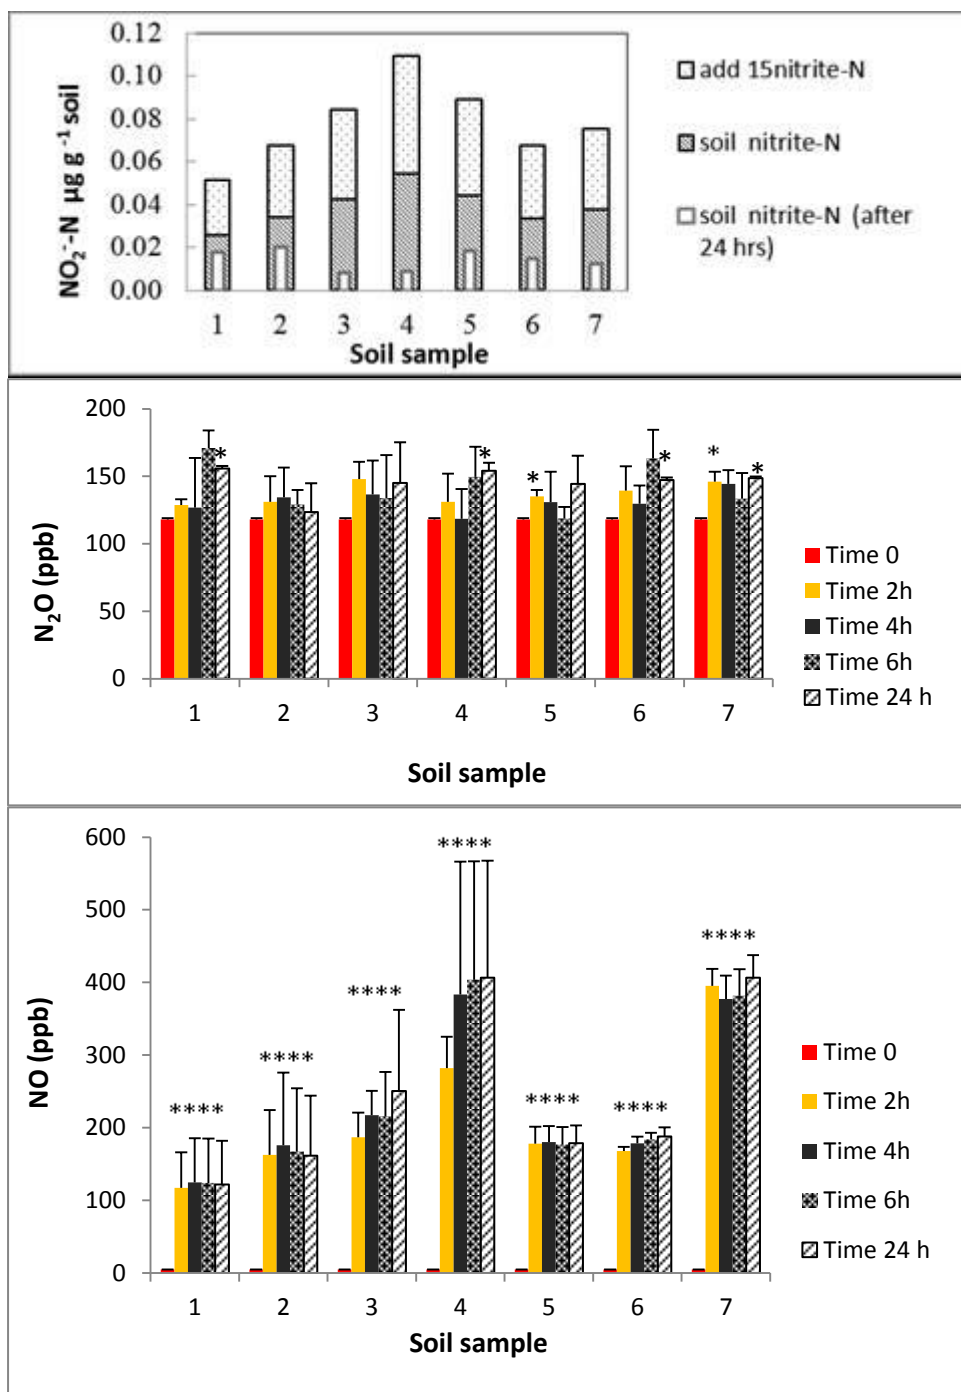 0.12
0.10
0.08
0.06
0.04
0.02
0.00
NO₂⁻-N µg g⁻¹ soil
1 2 3 4 5 6 7
Soil sample
add 15nitrite-N
soil nitrite-N
soil nitrite-N (after
24 hrs)
200
150
100
50
0
N₂O (ppb)
* * * * * *
1 2 3 4 5 6 7
Soil sample
Time 0
Time 2h
Time 4h
Time 6h
Time 24 h
600
500
400
300
200
100
0
NO (ppb)
**** **** **** **** **** **** ****
1 2 3 4 5 6 7
Soil sample
Time 0
Time 2h
Time 4h
Time 6h
Time 24 h